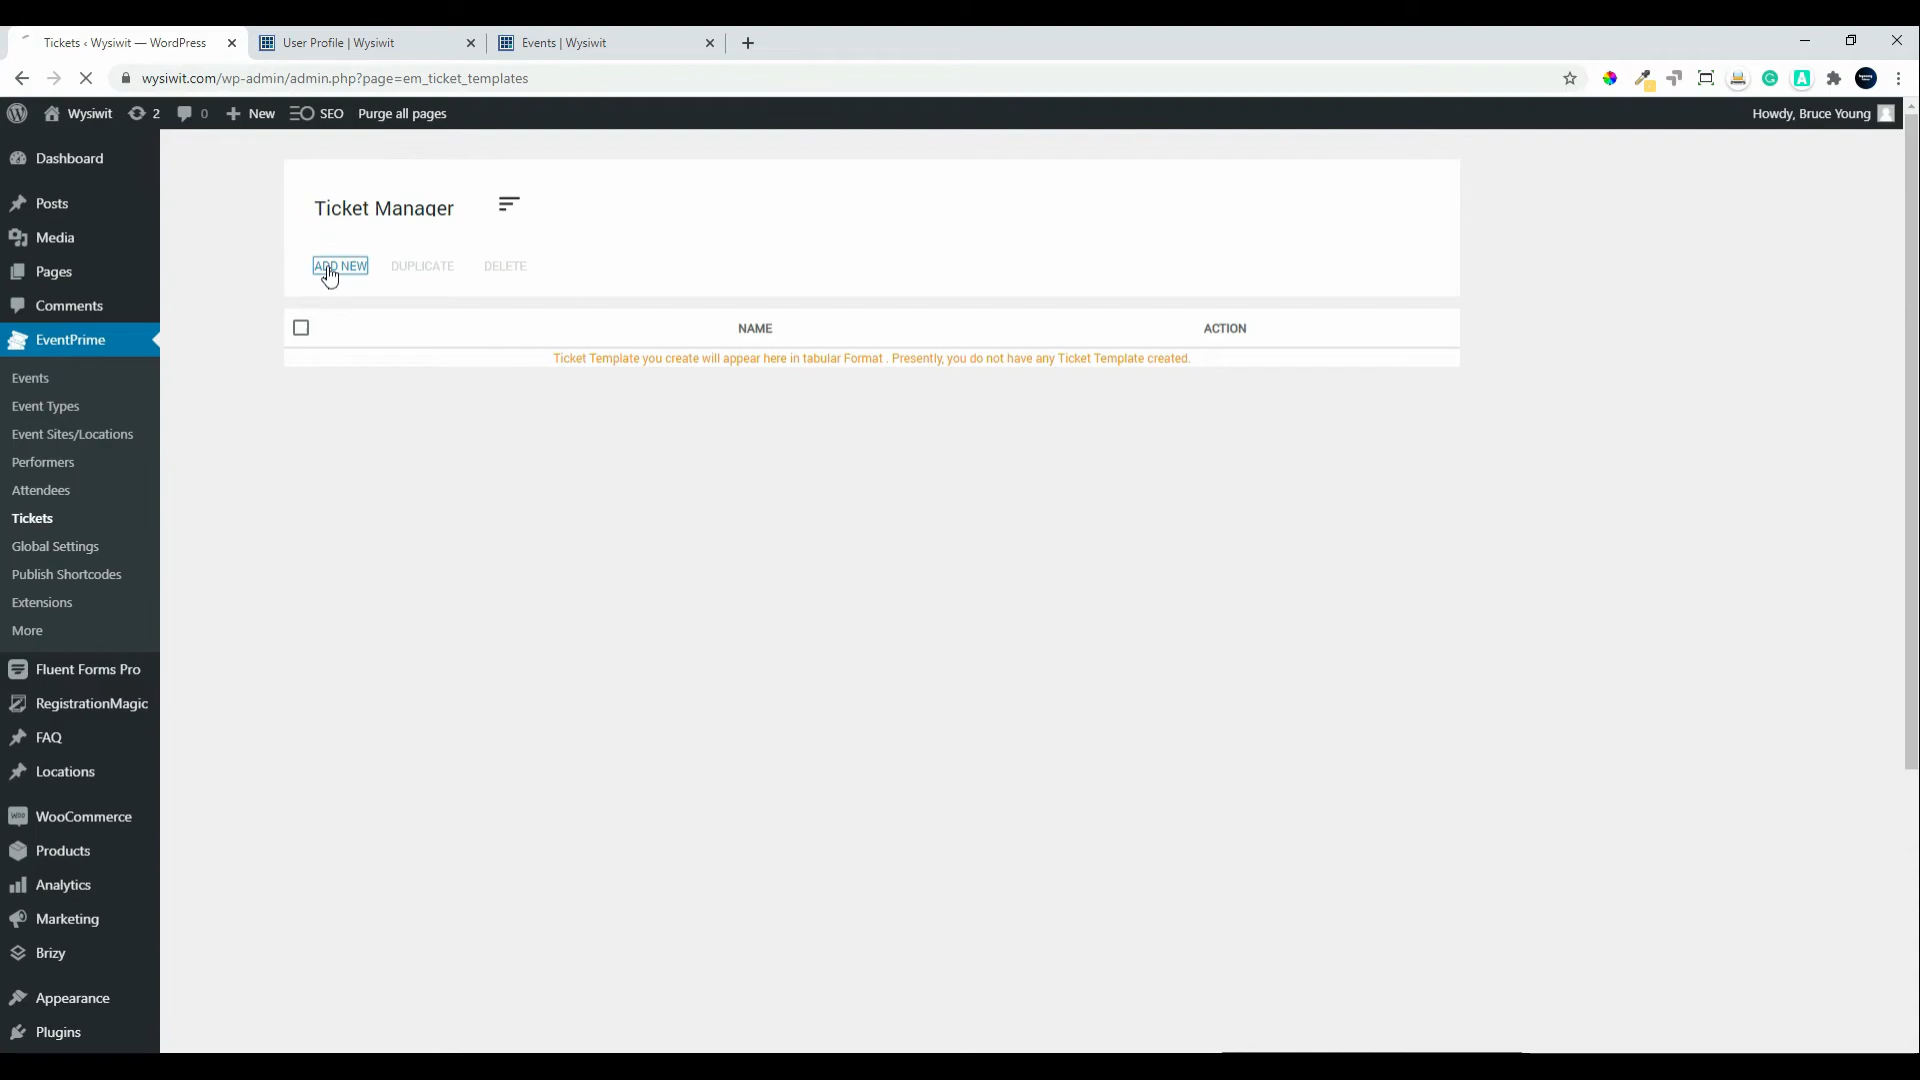 Tickets ‹ Wysiwit — WordPress
User Profile | Wysiwit
Events | Wysiwit
wysiwit.com/wp-admin/admin.php?page=em_ticket_templates
Wysiwit
2
0
New
SEO
Purge all pages
Howdy, Bruce Young
Dashboard
Posts
Media
Pages
Comments
EventPrime
Events
Event Types
Event Sites/Locations
Performers
Attendees
Tickets
Global Settings
Publish Shortcodes
Extensions
More
Fluent Forms Pro
RegistrationMagic
FAQ
Locations
WooCommerce
Products
Analytics
Marketing
Brizy
Appearance
Plugins
Ticket Manager
ADD NEW
DUPLICATE
DELETE
NAME
ACTION
Ticket Template you create will appear here in tabular Format . Presently, you do not have any Ticket Template created.